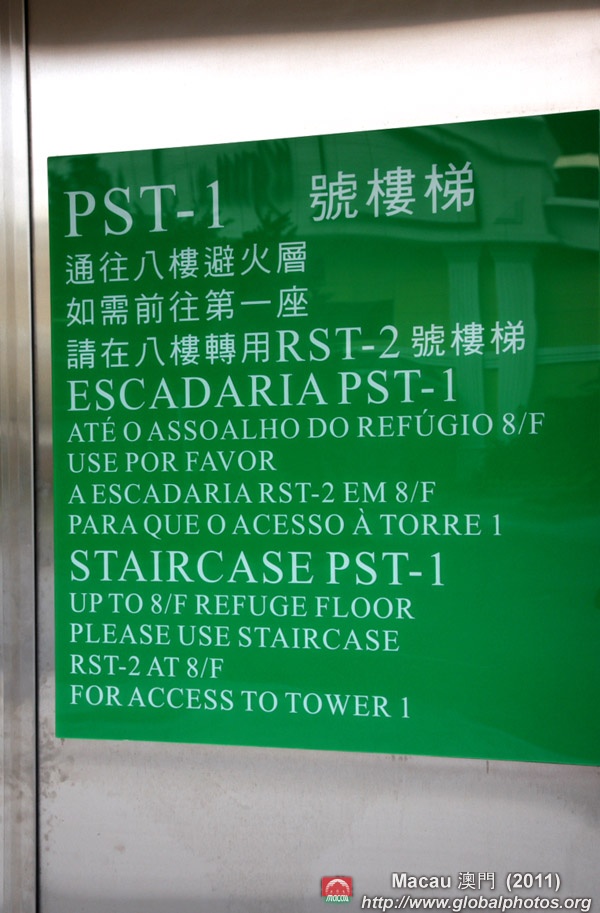 PST-1 號樓梯
通往八樓避火層
如需前往第一座
請在八樓轉用RST-2號樓梯
ESCADARIA PST-1
ATÉ O ASSOALHO DO REFÚGIO 8/F
USE POR FAVOR
A ESCADARIA RST-2 EM 8/F
PARA QUE O ACESSO À TORRE 1
STAIRCASE PST-1
UP TO 8/F REFUGE FLOOR
PLEASE USE STAIRCASE
RST-2 AT 8/F
FOR ACCESS TO TOWER 1
macau
Macau 澳門 (2011)
http://www.globalphotos.org